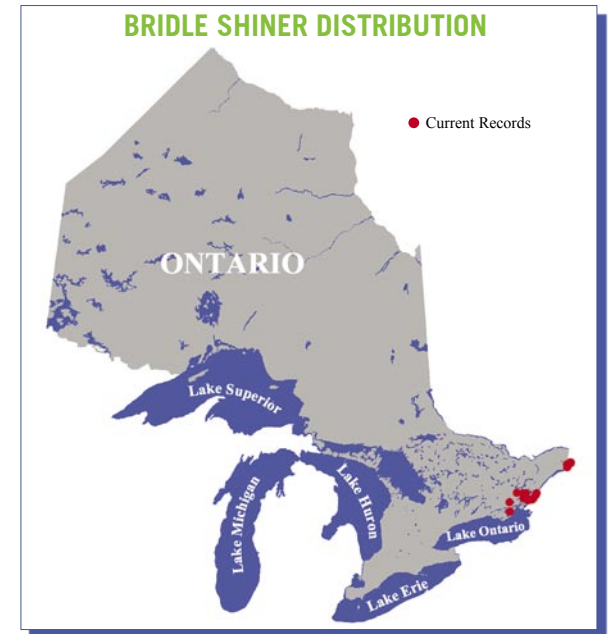 BRIDLE SHINER DISTRIBUTION
Current Records
ONTARIO
Lake Superior
Lake Michigan
Lake Huron
Lake Ontario
Lake Erie